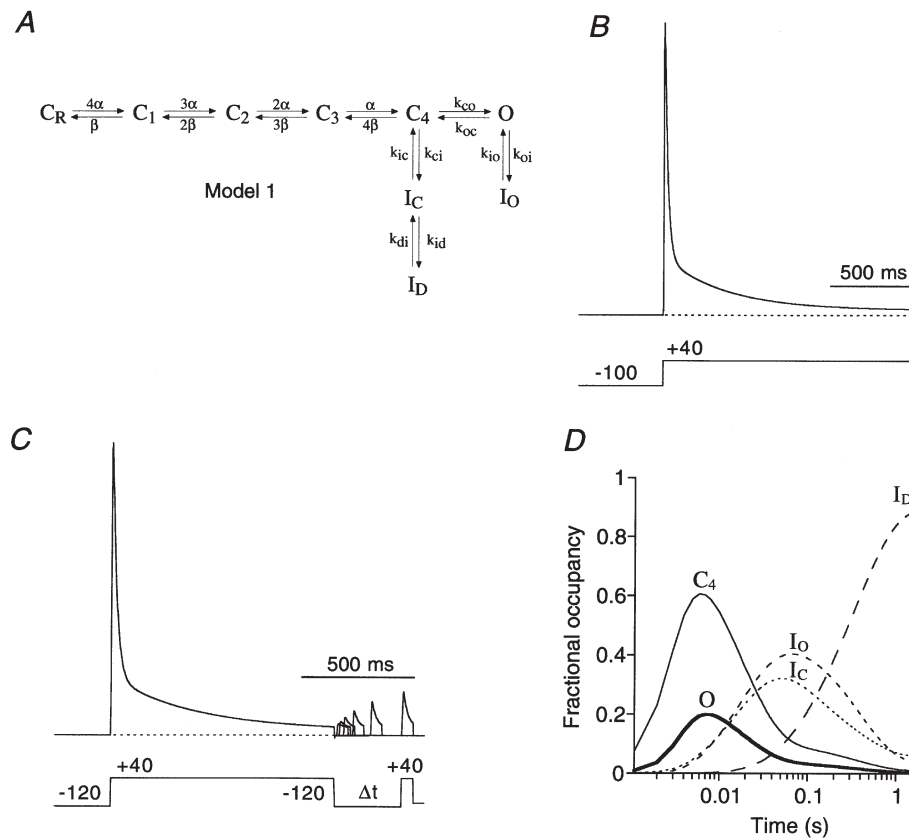 A
4α 3α 2α α k_co
C_R C_1 C_2 C_3 C_4 O
β 2β 3β 4β k_oc
k_ic k_ci k_io k_oi
Model 1
I_C I_O
k_di k_id
I_D
B
500 ms
+40
-100
C
500 ms
+40 +40
-120 -120 Δt
D
1
I_D
0.8
C_4
0.6
I_O
0.4
I_C
O
0.2
0
0.01 0.1 1
Fractional occupancy
Time (s)